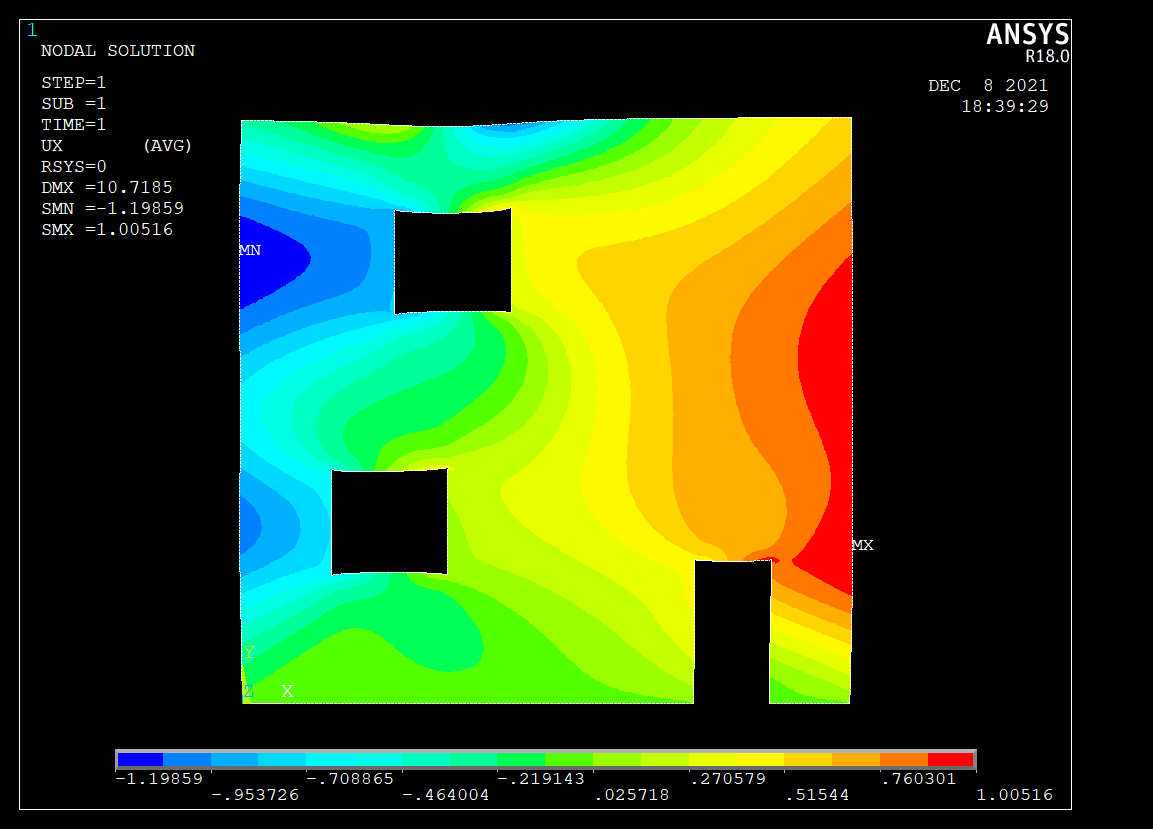 1
ANSYS
R18.0
NODAL SOLUTION
STEP=1
SUB =1
TIME=1
UX (AVG)
RSYS=0
DMX =10.7185
SMN =-1.19859
SMX =1.00516
DEC 8 2021
18:39:29
MN
MX
Y
Z X
-1.19859 -.708865 -.219143 .270579 .760301
-.953726 -.464004 .025718 .51544 1.00516